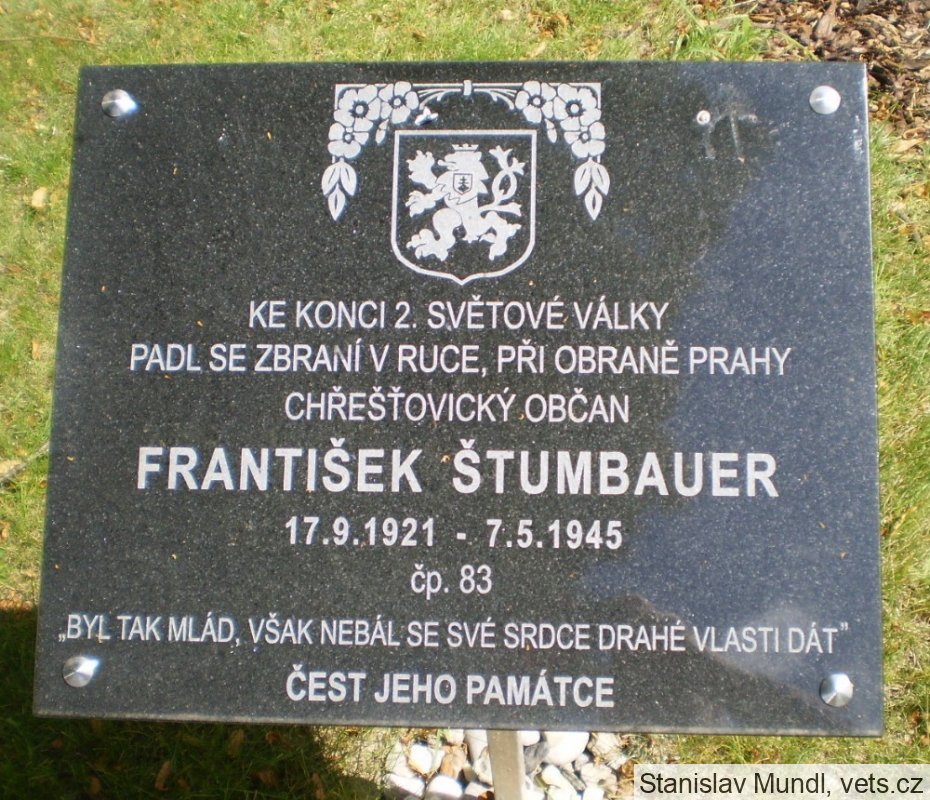 KE KONCI 2. SVĚTOVÉ VÁLKY
PADL SE ZBRANÍ V RUCE, PŘI OBRANĚ PRAHY
CHŘEŠŤOVICKÝ OBČAN
FRANTIŠEK ŠTUMBAUER
17.9.1921 - 7.5.1945
čp. 83
„BYL TAK MLÁD, VŠAK NEBÁL SE SVÉ SRDCE DRAHÉ VLASTI DÁT”
ČEST JEHO PAMÁTCE
Stanislav Mundl, vets.cz